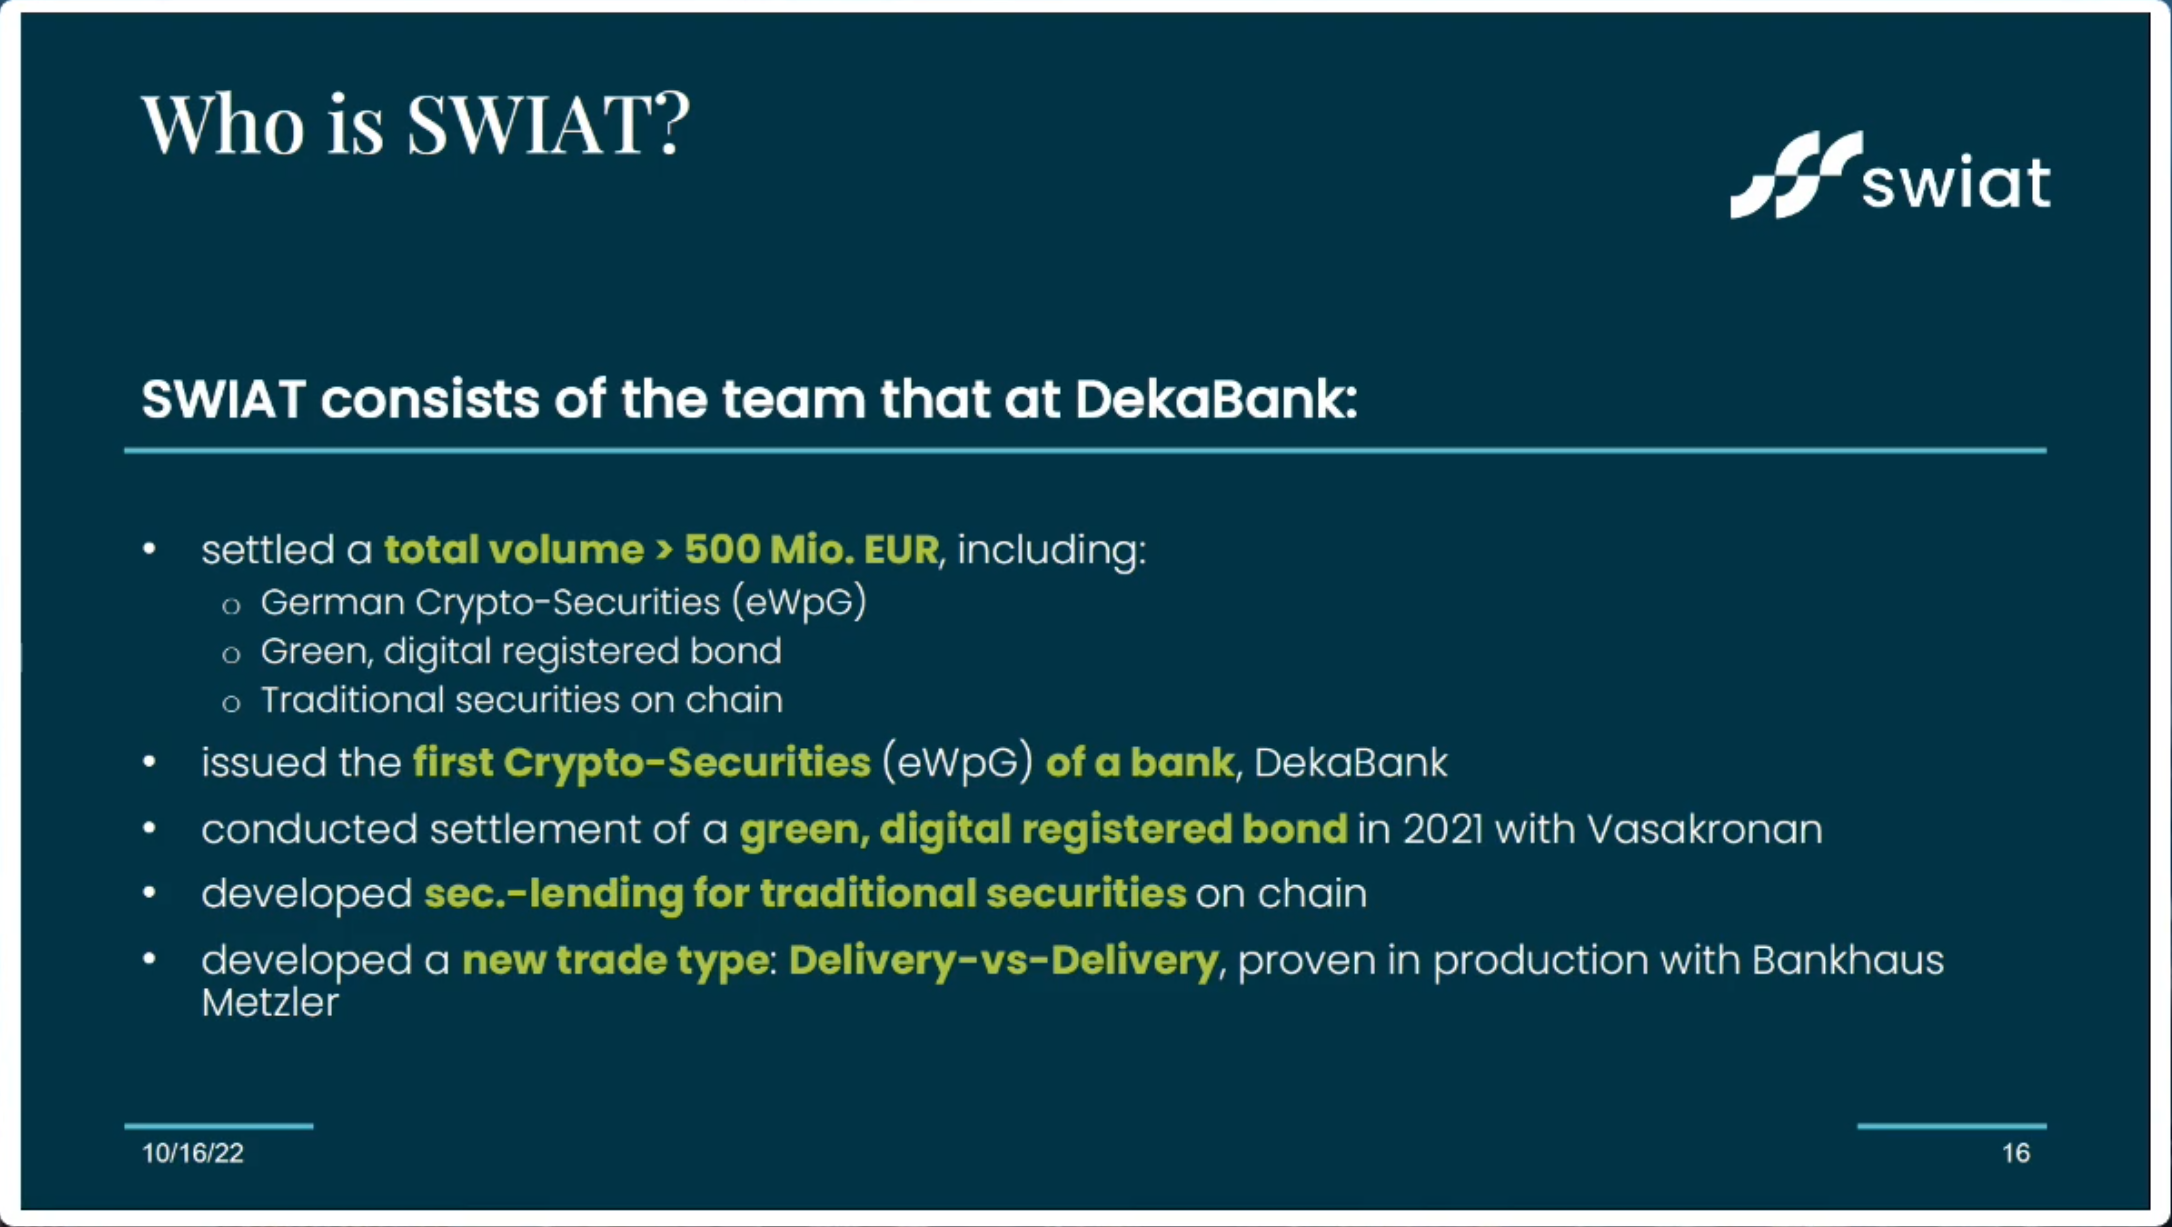 Who is SWIAT?
swiat
SWIAT consists of the team that at DekaBank:
• settled a total volume > 500 Mio. EUR, including:
o German Crypto-Securities (eWpG)
o Green, digital registered bond
o Traditional securities on chain
• issued the first Crypto-Securities (eWpG) of a bank, DekaBank
• conducted settlement of a green, digital registered bond in 2021 with Vasakronan
• developed sec.-lending for traditional securities on chain
• developed a new trade type: Delivery-vs-Delivery, proven in production with Bankhaus
Metzler
10/16/22
16